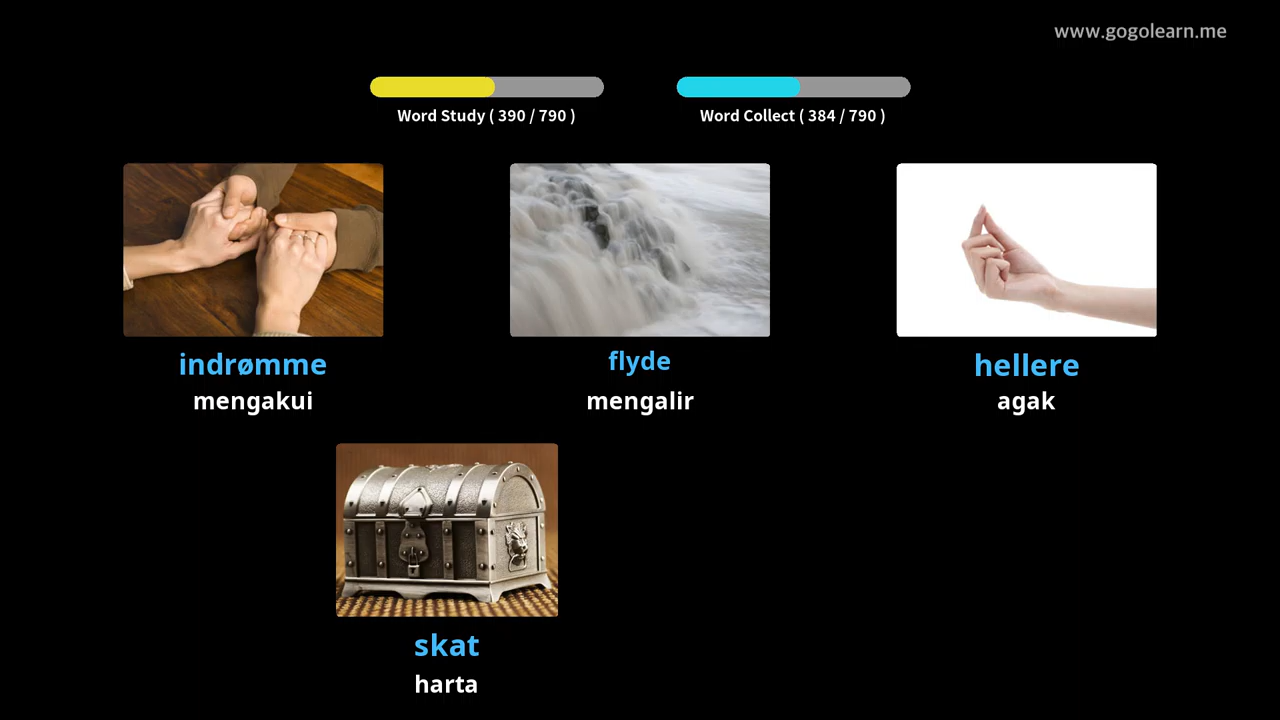 www.gogolearn.me
Word Study ( 390 / 790 )
Word Collect ( 384 / 790 )
indrømme
mengakui
flyde
mengalir
hellere
agak
skat
harta